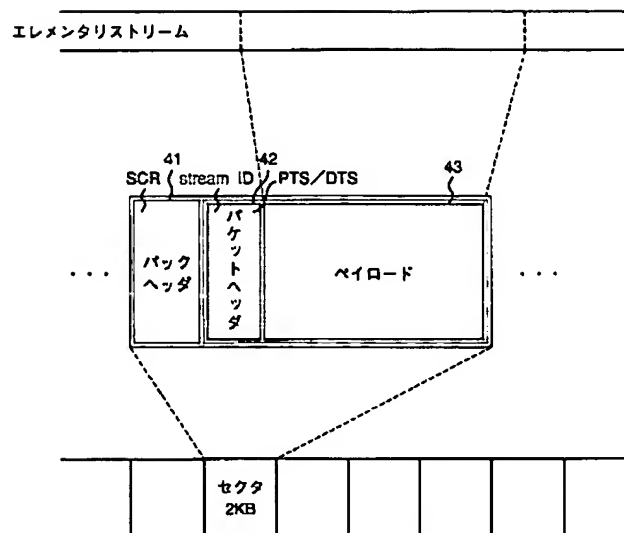 エレメンタリストリーム
41
42
43
SCR
stream ID
PTS/DTS
パック
ヘッダ
パケットヘッダ
ペイロード
・・・
・・・
セクタ
2KB